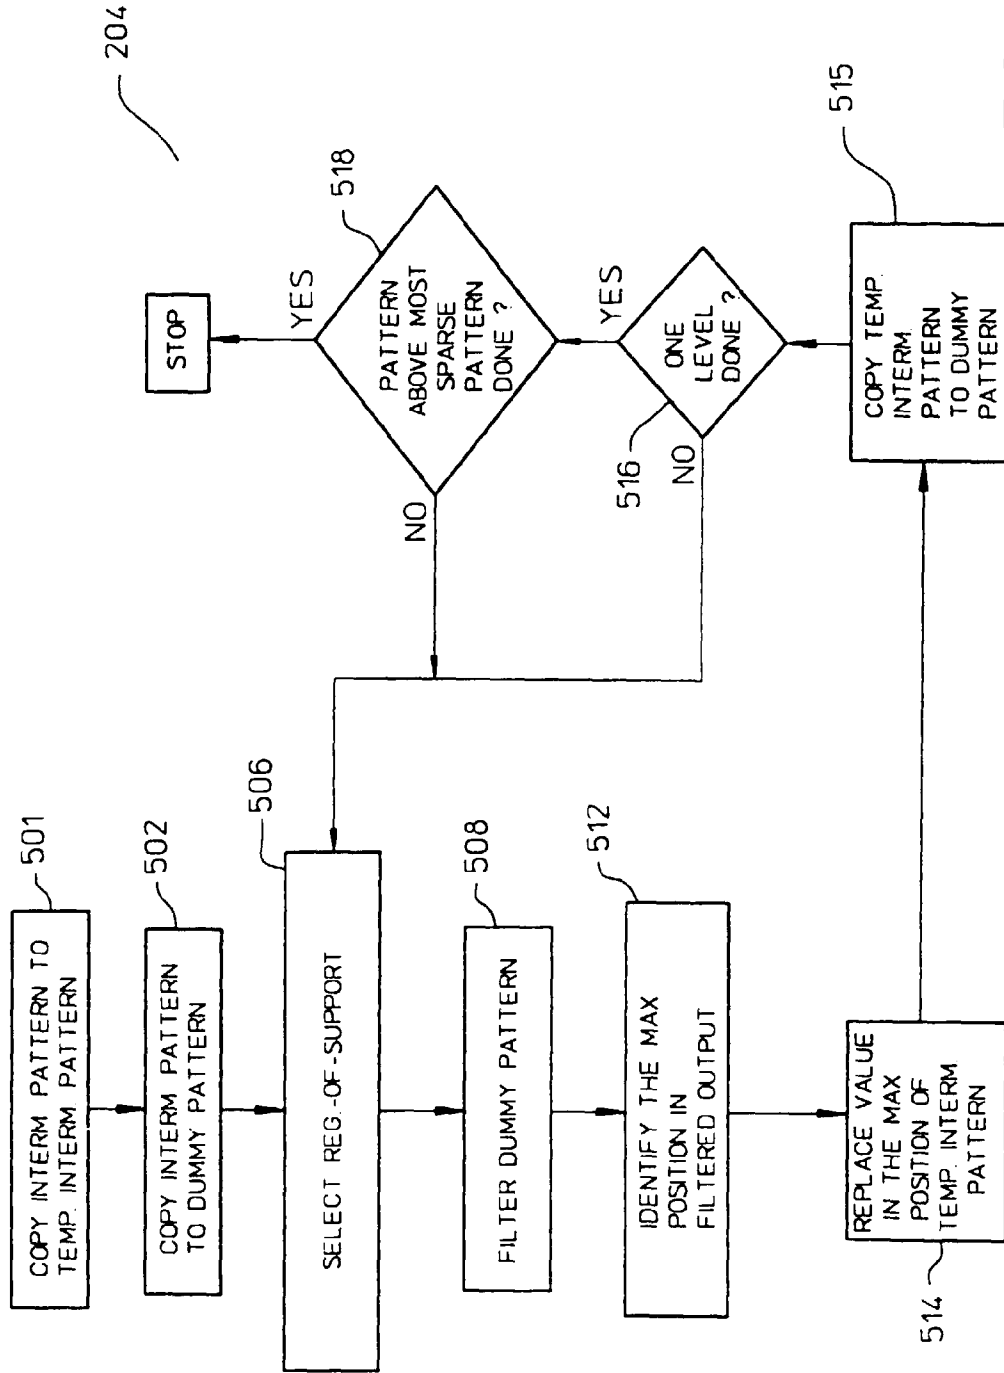 204
501
COPY INTERM PATTERN TO
TEMP. INTERM. PATTERN
502
COPY INTERM PATTERN
TO DUMMY PATTERN
506
SELECT REG.-OF-SUPPORT
508
FILTER DUMMY PATTERN
512
IDENTIFY THE MAX
POSITION IN
FILTERED OUTPUT
514
REPLACE VALUE
IN THE MAX
POSITION OF
TEMP. INTERM.
PATTERN
515
COPY TEMP.
INTERM.
PATTERN
TO DUMMY
PATTERN
516
ONE
LEVEL
DONE ?
NO
YES
518
PATTERN
ABOVE MOST
SPARSE
PATTERN
DONE ?
NO
YES
STOP